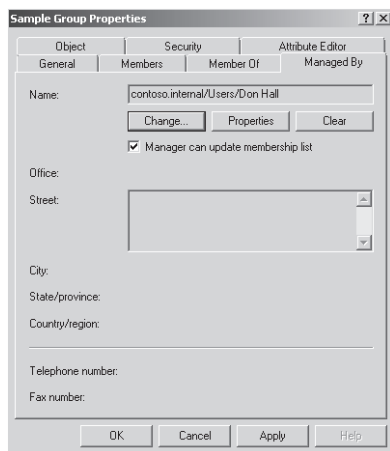 Sample Group Properties
Object Security Attribute Editor
General Members Member Of Managed By
Name: contoso.internal/Users/Don Hall
Change... Properties Clear
Manager can update membership list
Office:
Street:
City:
State/province:
Country/region:
Telephone number:
Fax number:
OK Cancel Apply Help